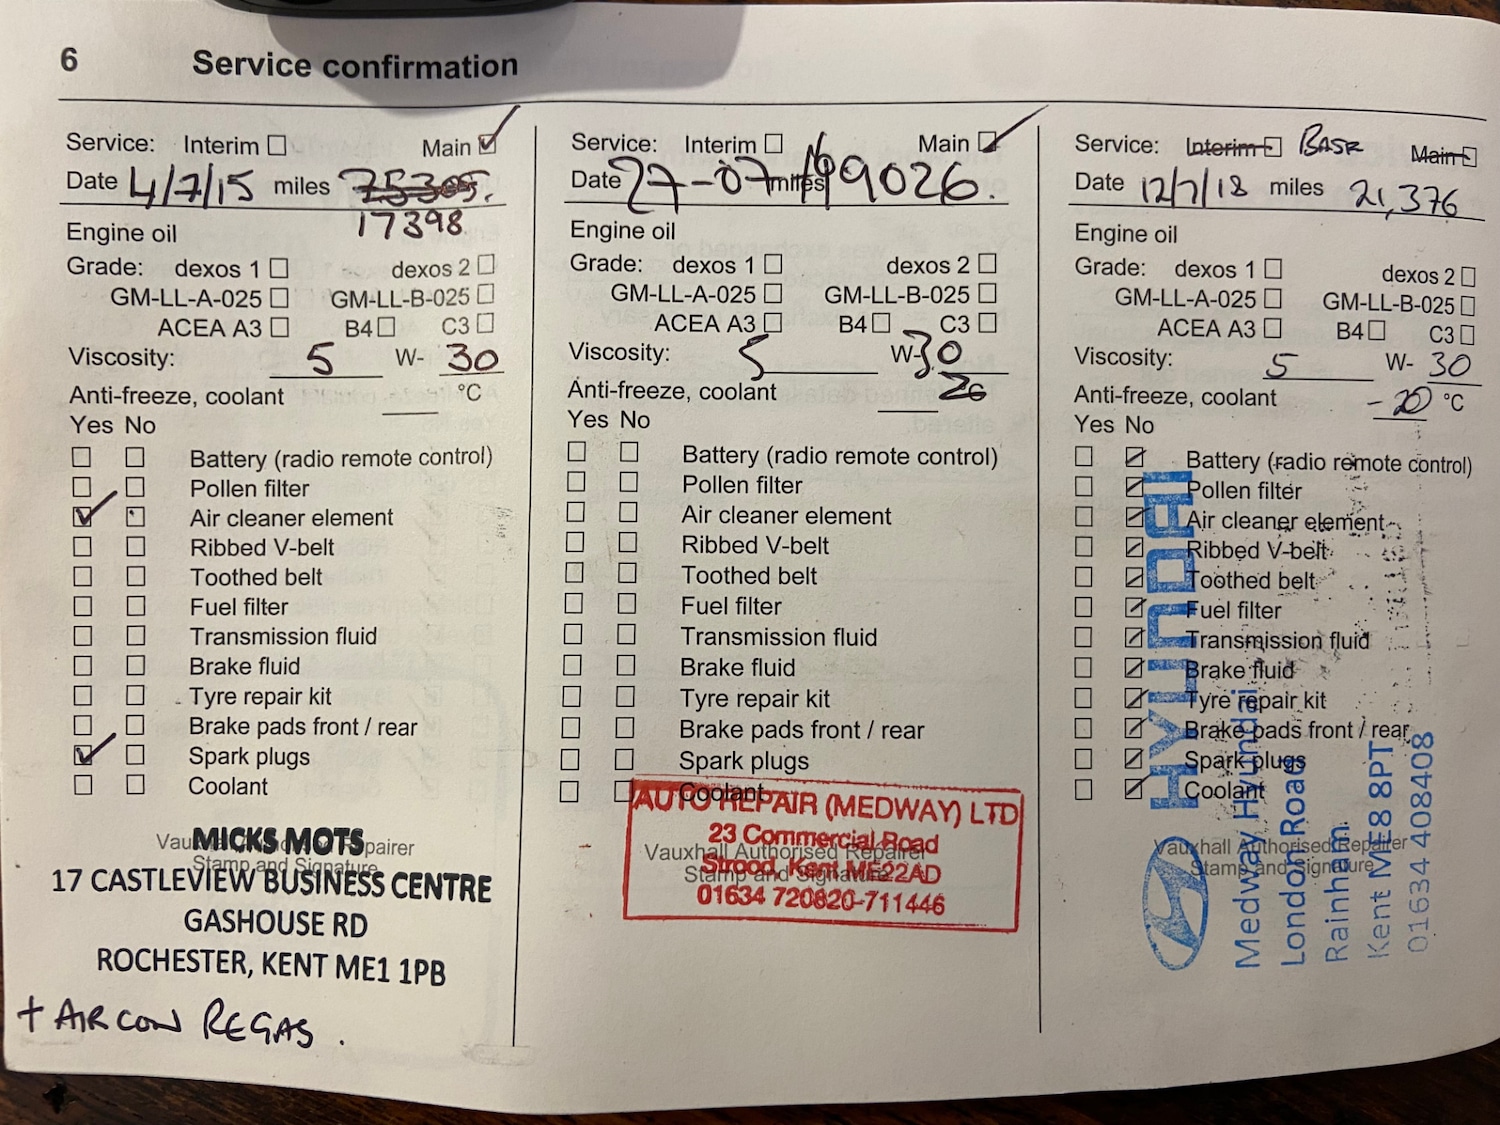 6 Service confirmation
Service: Interim Main
Date 4/7/15 miles 75305.
17398
Engine oil
Grade: dexos 1 dexos 2
GM-LL-A-025 GM-LL-B-025
ACEA A3 B4 C3
Viscosity: 5 W- 30
Anti-freeze, coolant °C
Yes No
Battery (radio remote control)
Pollen filter
Air cleaner element
Ribbed V-belt
Toothed belt
Fuel filter
Transmission fluid
Brake fluid
Tyre repair kit
Brake pads front / rear
Spark plugs
Coolant
Vauxhall Authorised Repairer
Stamp and Signature
MICKS MOTS
17 CASTLEVIEW BUSINESS CENTRE
GASHOUSE RD
ROCHESTER, KENT ME1 1PB
+ AIRCON REGAS.
Service: Interim Main
Date 27-07-16 miles 19026.
Engine oil
Grade: dexos 1 dexos 2
GM-LL-A-025 GM-LL-B-025
ACEA A3 B4 C3
Viscosity: 5 W- 30
Anti-freeze, coolant
Yes No
Battery (radio remote control)
Pollen filter
Air cleaner element
Ribbed V-belt
Toothed belt
Fuel filter
Transmission fluid
Brake fluid
Tyre repair kit
Brake pads front / rear
Spark plugs
Coolant
Vauxhall Authorised Repairer
Stamp and Signature
AUTO REPAIR (MEDWAY) LTD
23 Commercial Road
Strood, Kent ME22AD
01634 720820-711446
Service: Interim BASE Main
Date 12/7/18 miles 21,376
Engine oil
Grade: dexos 1 dexos 2
GM-LL-A-025 GM-LL-B-025
ACEA A3 B4 C3
Viscosity: 5 W- 30
Anti-freeze, coolant -20 °C
Yes No
Battery (radio remote control)
Pollen filter
Air cleaner element
Ribbed V-belt
Toothed belt
Fuel filter
Transmission fluid
Brake fluid
Tyre repair kit
Brake pads front / rear
Spark plugs
Coolant
Vauxhall Authorised Repairer
Stamp and Signature
HYUNDAI
Medway Hyundai
London Road
Rainham.
Kent ME8 8PT
01634 408408